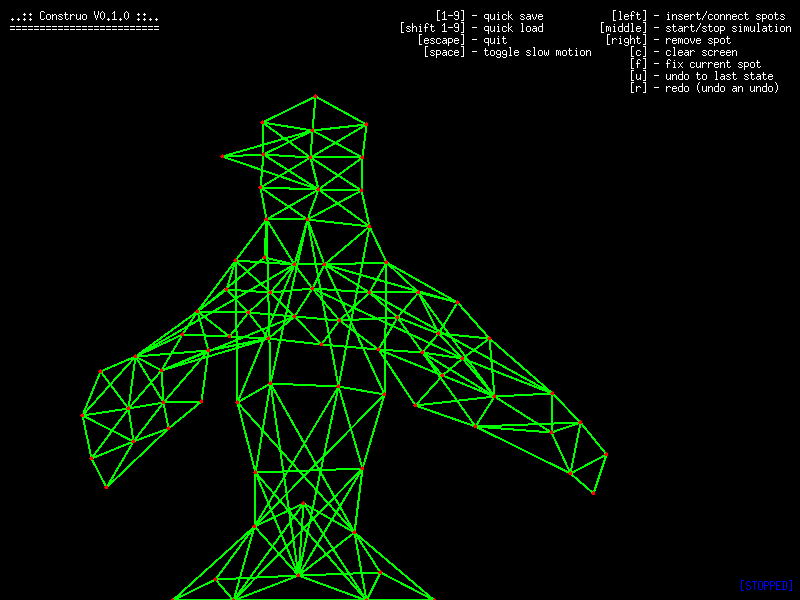 ..:: Construo V0.1.0 ::..
=========================
[1-9] - quick save
[shift 1-9] - quick load
[escape] - quit
[space] - toggle slow motion
[left] - insert/connect spots
[middle] - start/stop simulation
[right] - remove spot
[c] - clear screen
[f] - fix current spot
[u] - undo to last state
[r] - redo (undo an undo)
[STOPPED]